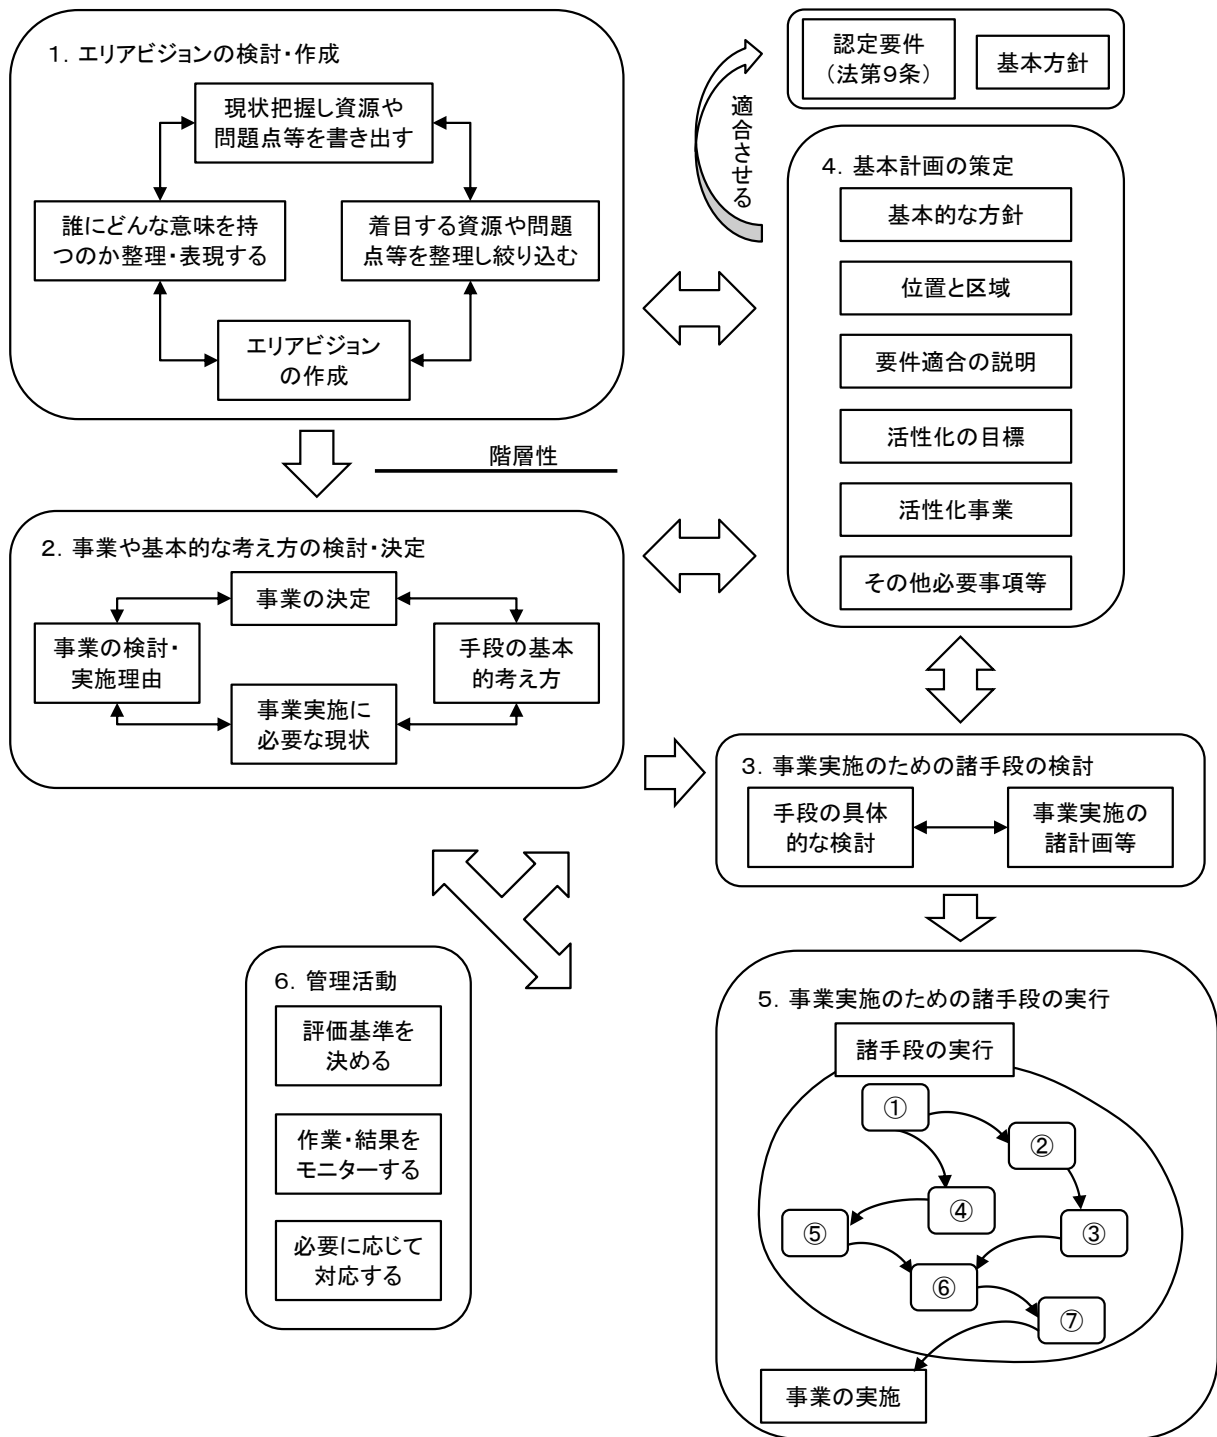 1．エリアビジョンの検討・作成
現状把握し資源や
問題点等を書き出す
誰にどんな意味を持
つのか整理・表現する
着目する資源や問題
点等を整理し絞り込む
エリアビジョン
の作成
認定要件
（法第9条）
基本方針
適合させる
4．基本計画の策定
基本的な方針
位置と区域
要件適合の説明
活性化の目標
活性化事業
その他必要事項等
階層性
2．事業や基本的な考え方の検討・決定
事業の決定
事業の検討・
実施理由
手段の基本
的考え方
事業実施に
必要な現状
3．事業実施のための諸手段の検討
手段の具体
的な検討
事業実施の
諸計画等
6．管理活動
評価基準を
決める
作業・結果を
モニターする
必要に応じて
対応する
5．事業実施のための諸手段の実行
諸手段の実行
①
②
④
⑤
③
⑥
⑦
事業の実施